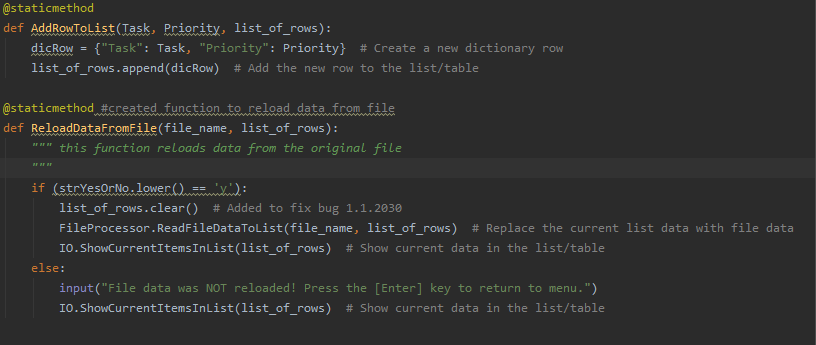 @staticmethod
def AddRowToList(Task, Priority, list_of_rows):
    dicRow = {"Task": Task, "Priority": Priority}  # Create a new dictionary row
    list_of_rows.append(dicRow)  # Add the new row to the list/table
@staticmethod #created function to reload data from file
def ReloadDataFromFile(file_name, list_of_rows):
    """ this function reloads data from the original file
    """
    if (strYesOrNo.lower() == 'y'):
        list_of_rows.clear()  # Added to fix bug 1.1.2030
        FileProcessor.ReadFileDataToList(file_name, list_of_rows)  # Replace the current list data with file data
        IO.ShowCurrentItemsInList(list_of_rows)  # Show current data in the list/table
    else:
        input("File data was NOT reloaded! Press the [Enter] key to return to menu.")
        IO.ShowCurrentItemsInList(list_of_rows)  # Show current data in the list/table